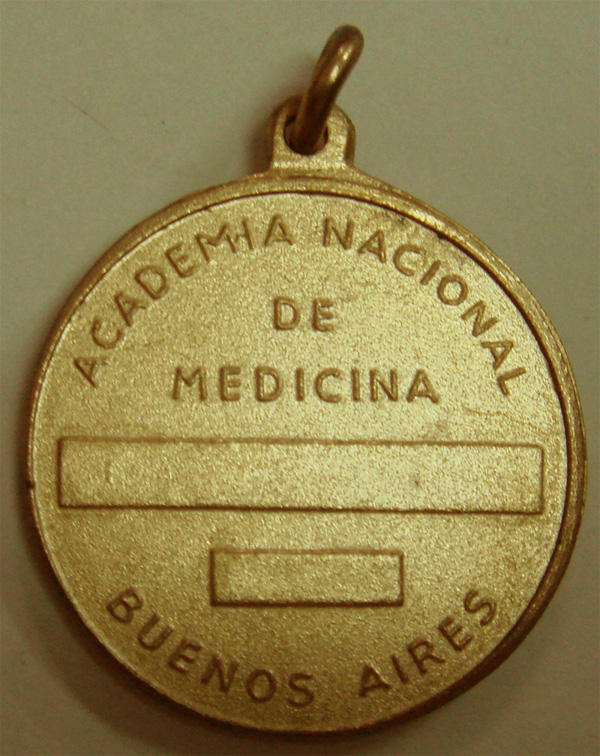 ACADEMIA NACIONAL
DE
MEDICINA
BUENOS AIRES